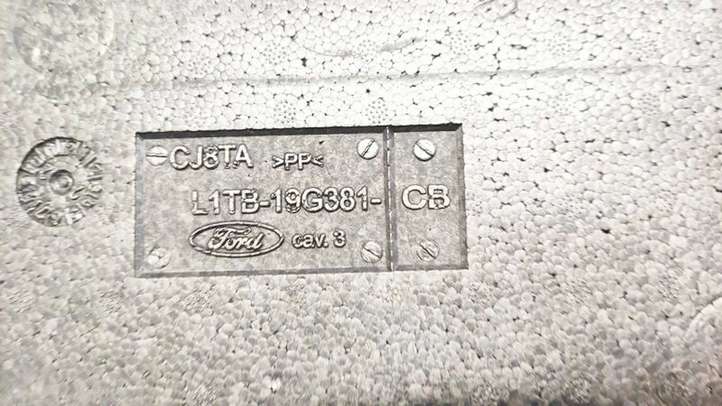 CJ8TA >PP<
L1TB-19G381- CB
Ford cav. 3